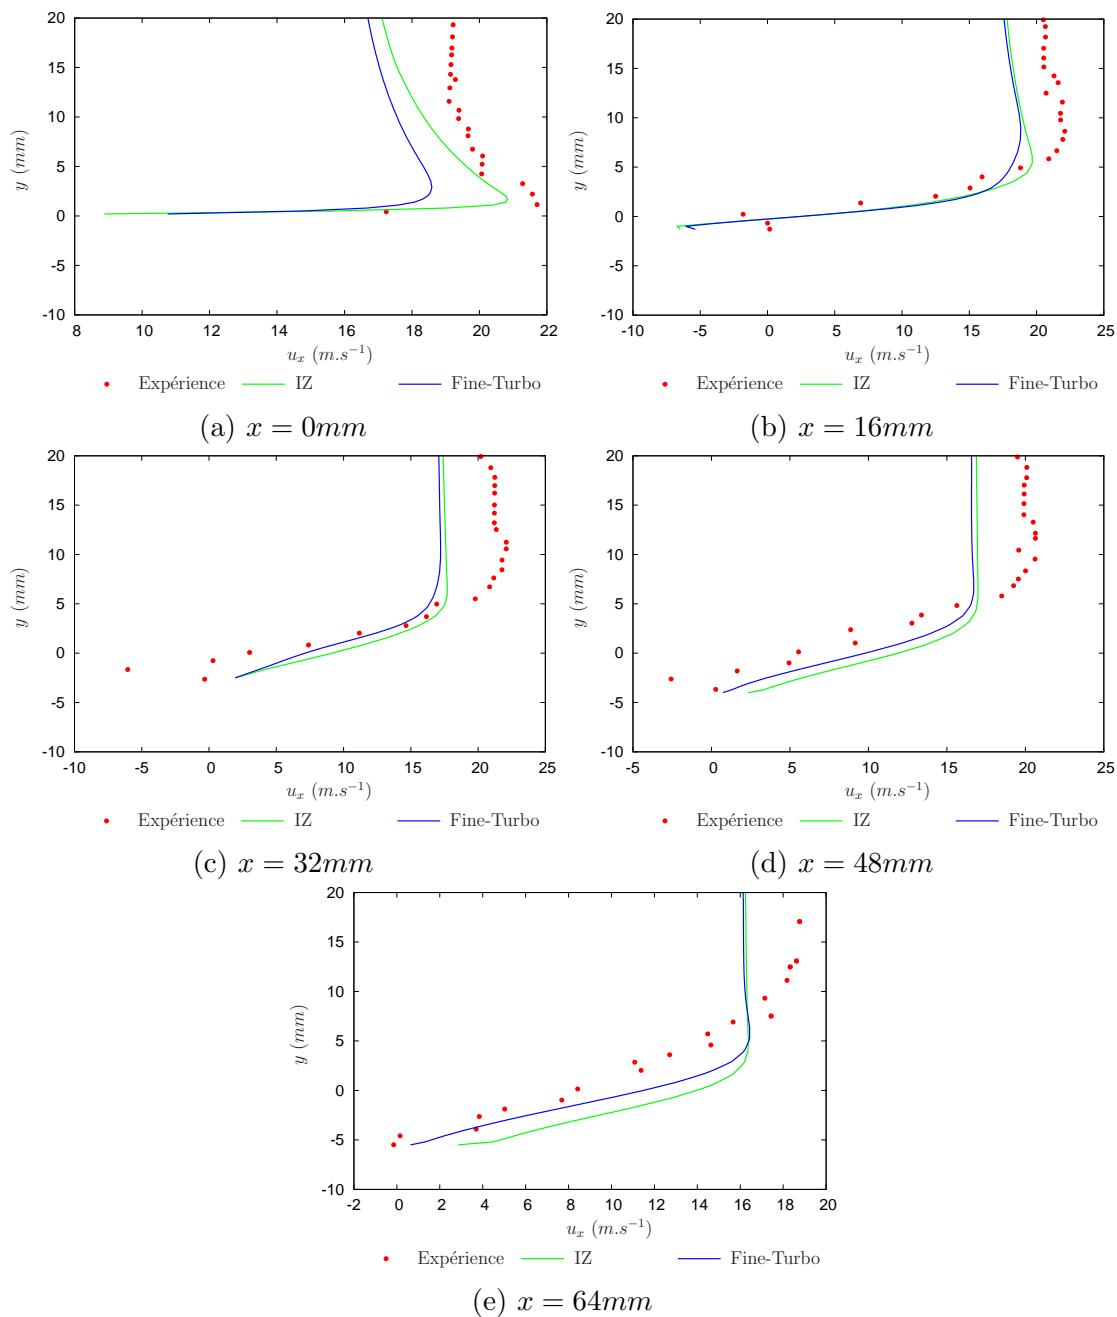 20
15
10
5
0
-5
-10
y (mm)
8 10 12 14 16 18 20 22
u_x (m.s^{-1})
Expérience IZ Fine-Turbo
(a) x = 0mm
20
15
10
5
0
-5
-10
y (mm)
-10 -5 0 5 10 15 20 25
u_x (m.s^{-1})
Expérience IZ Fine-Turbo
(b) x = 16mm
20
15
10
5
0
-5
-10
y (mm)
-10 -5 0 5 10 15 20 25
u_x (m.s^{-1})
Expérience IZ Fine-Turbo
(c) x = 32mm
20
15
10
5
0
-5
-10
y (mm)
-5 0 5 10 15 20 25
u_x (m.s^{-1})
Expérience IZ Fine-Turbo
(d) x = 48mm
20
15
10
5
0
-5
-10
y (mm)
-2 0 2 4 6 8 10 12 14 16 18 20
u_x (m.s^{-1})
Expérience IZ Fine-Turbo
(e) x = 64mm